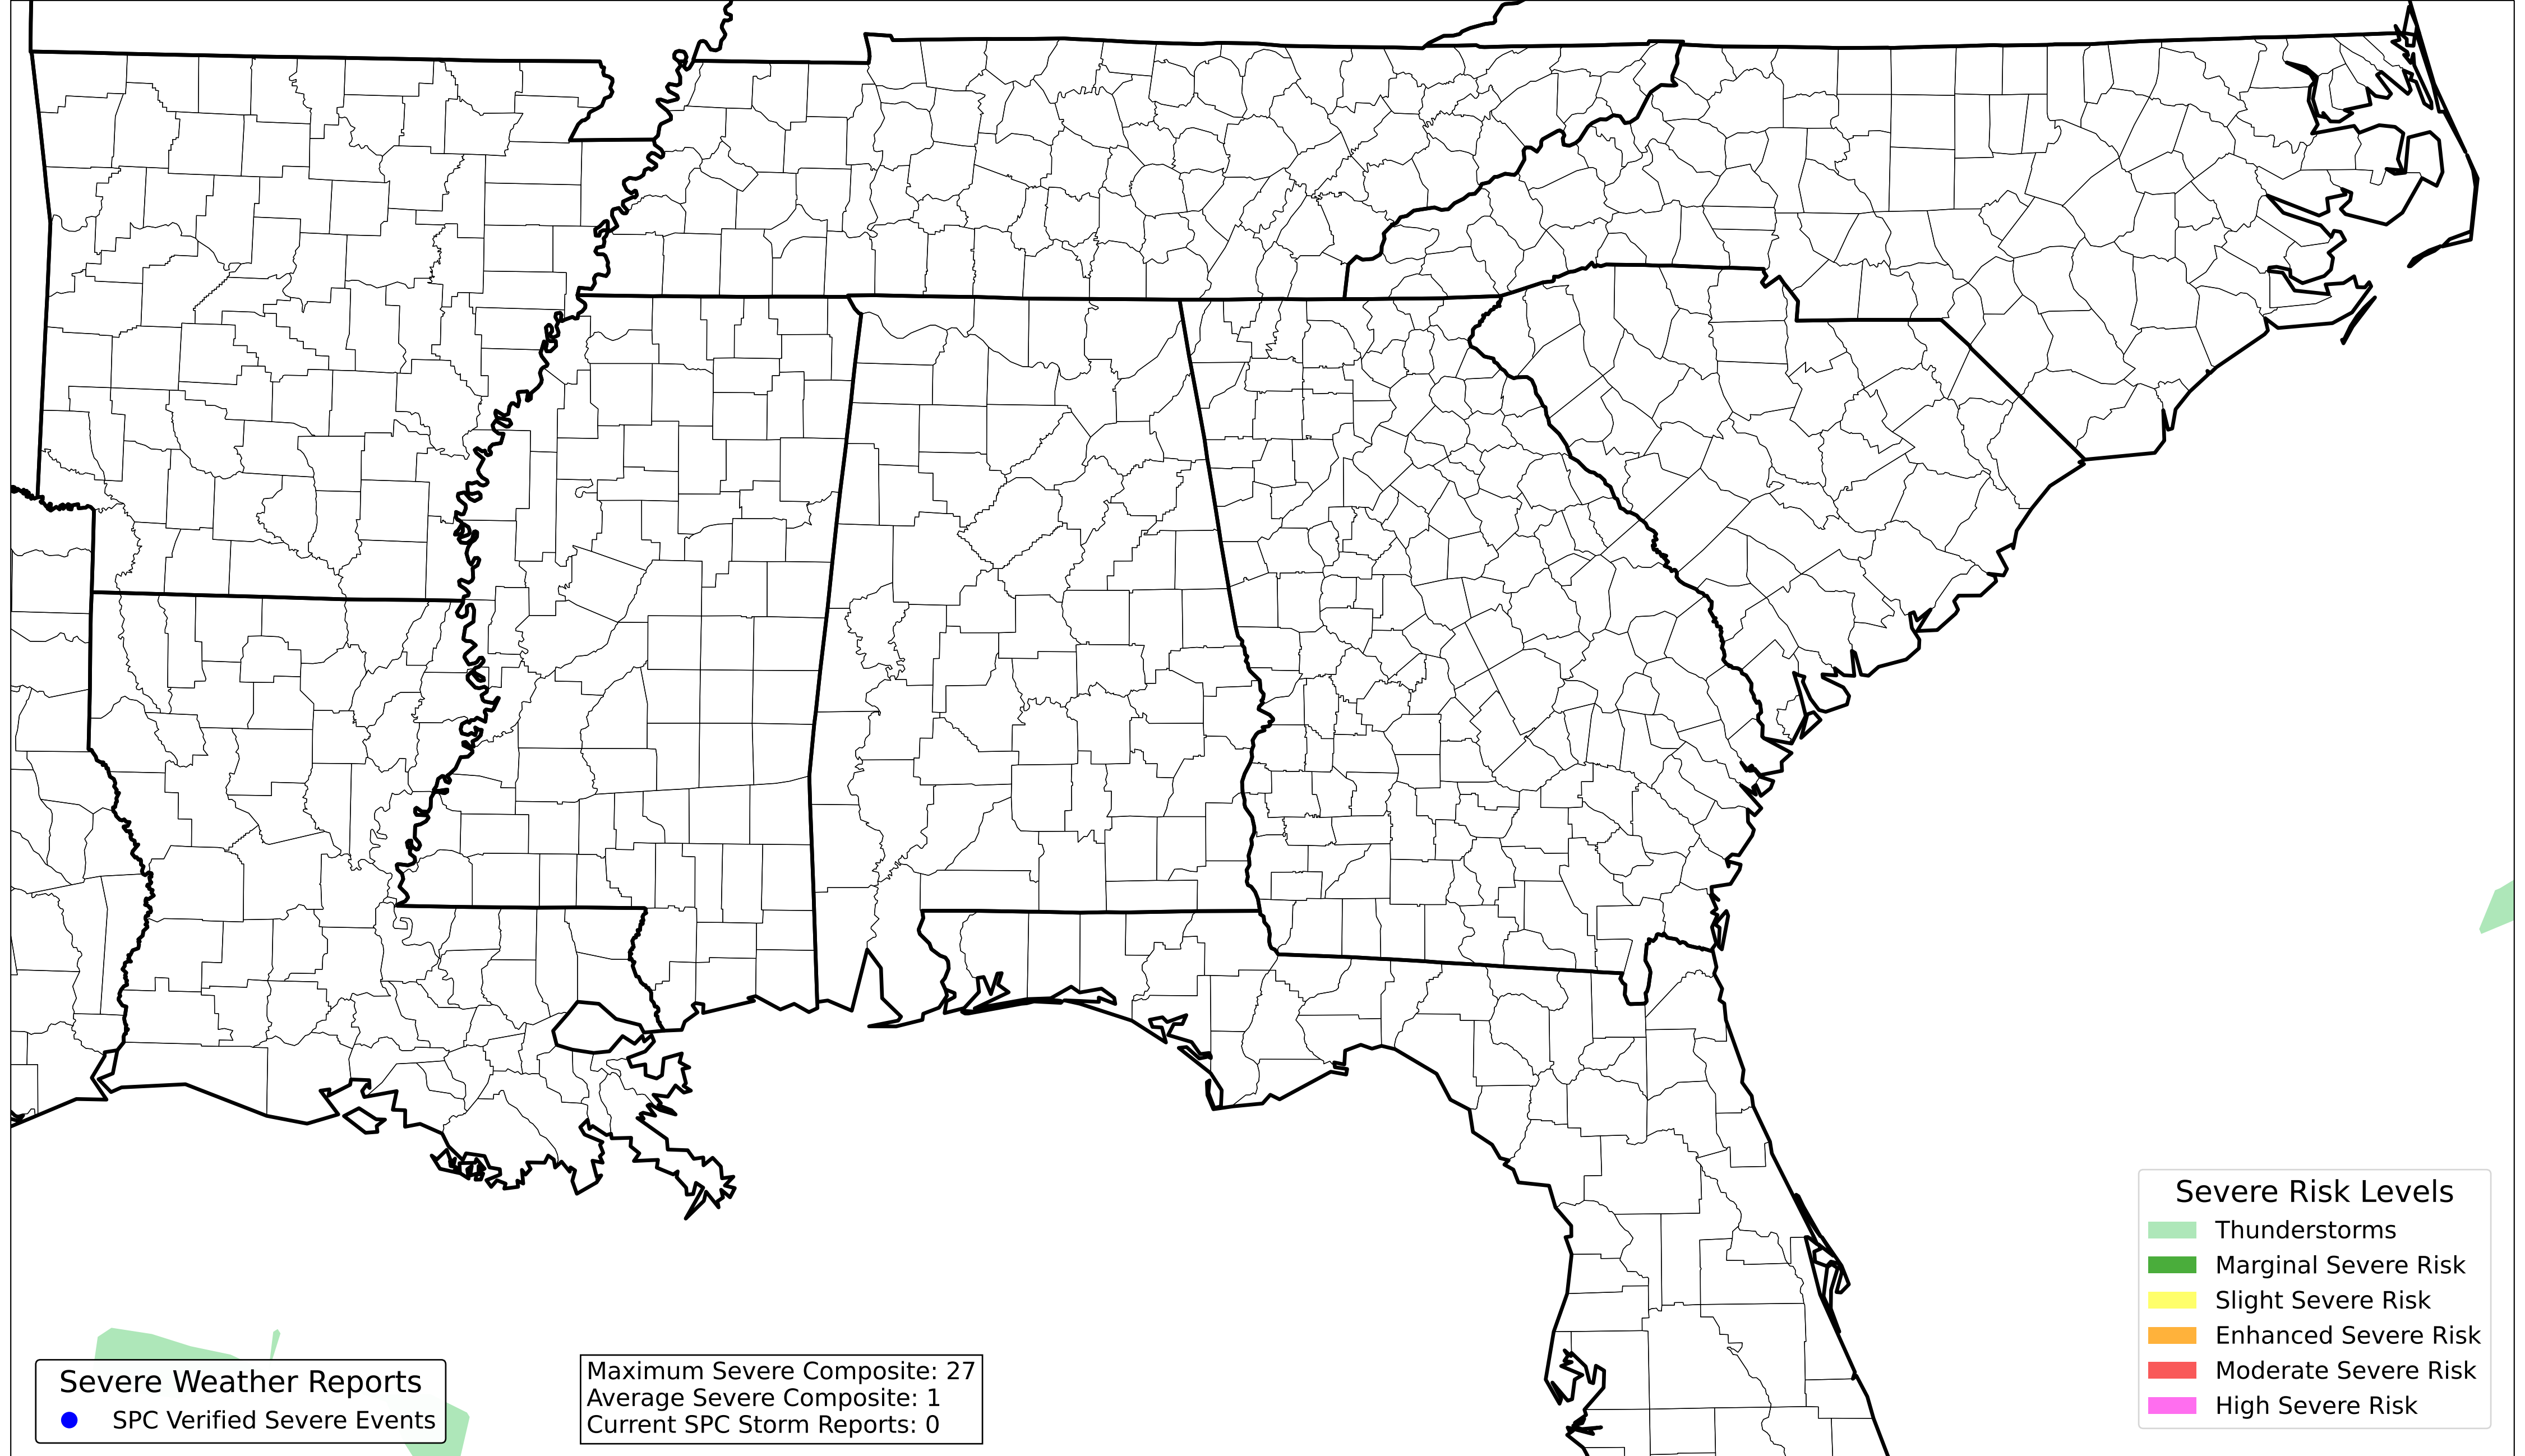 Severe Risk Levels
Thunderstorms
Marginal Severe Risk
Slight Severe Risk
Enhanced Severe Risk
Moderate Severe Risk
High Severe Risk
Severe Weather Reports
SPC Verified Severe Events
Maximum Severe Composite: 27
Average Severe Composite: 1
Current SPC Storm Reports: 0